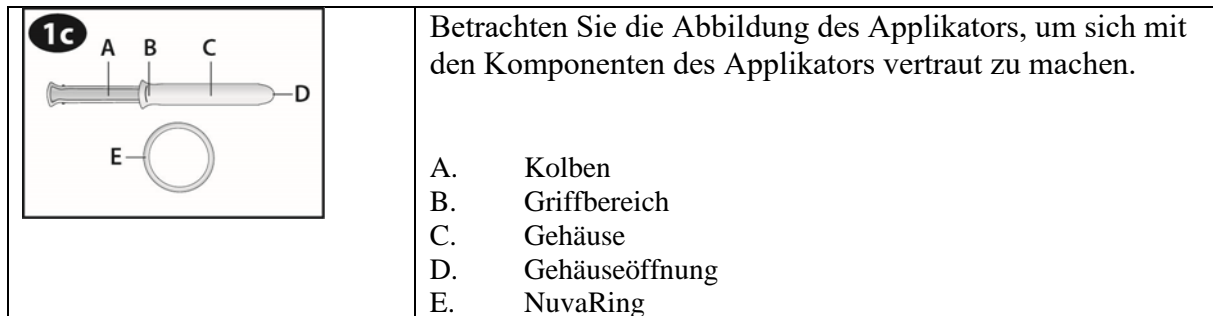 1c
A B C
D
E
Betrachten Sie die Abbildung des Applikators, um sich mit
den Komponenten des Applikators vertraut zu machen.
A. Kolben
B. Griffbereich
C. Gehäuse
D. Gehäuseöffnung
E. NuvaRing